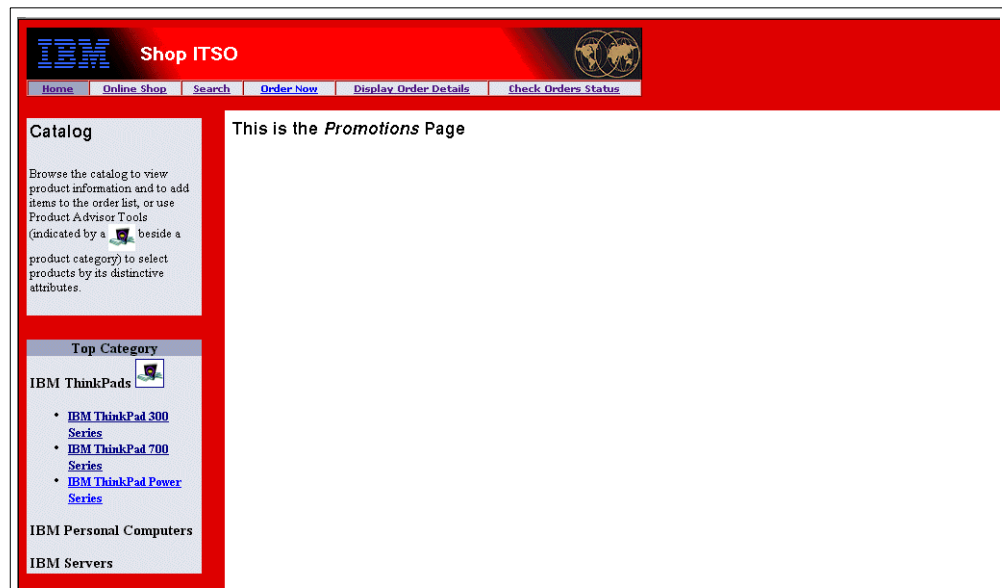 IBM Shop ITSO
Home Online Shop Search Order Now Display Order Details Check Orders Status
Catalog
Browse the catalog to view
product information and to add
items to the order list, or use
Product Advisor Tools
(indicated by a beside a
product category) to select
products by its distinctive
attributes.
Top Category
IBM ThinkPads
• IBM ThinkPad 300
Series
• IBM ThinkPad 700
Series
• IBM ThinkPad Power
Series
IBM Personal Computers
IBM Servers
This is the Promotions Page